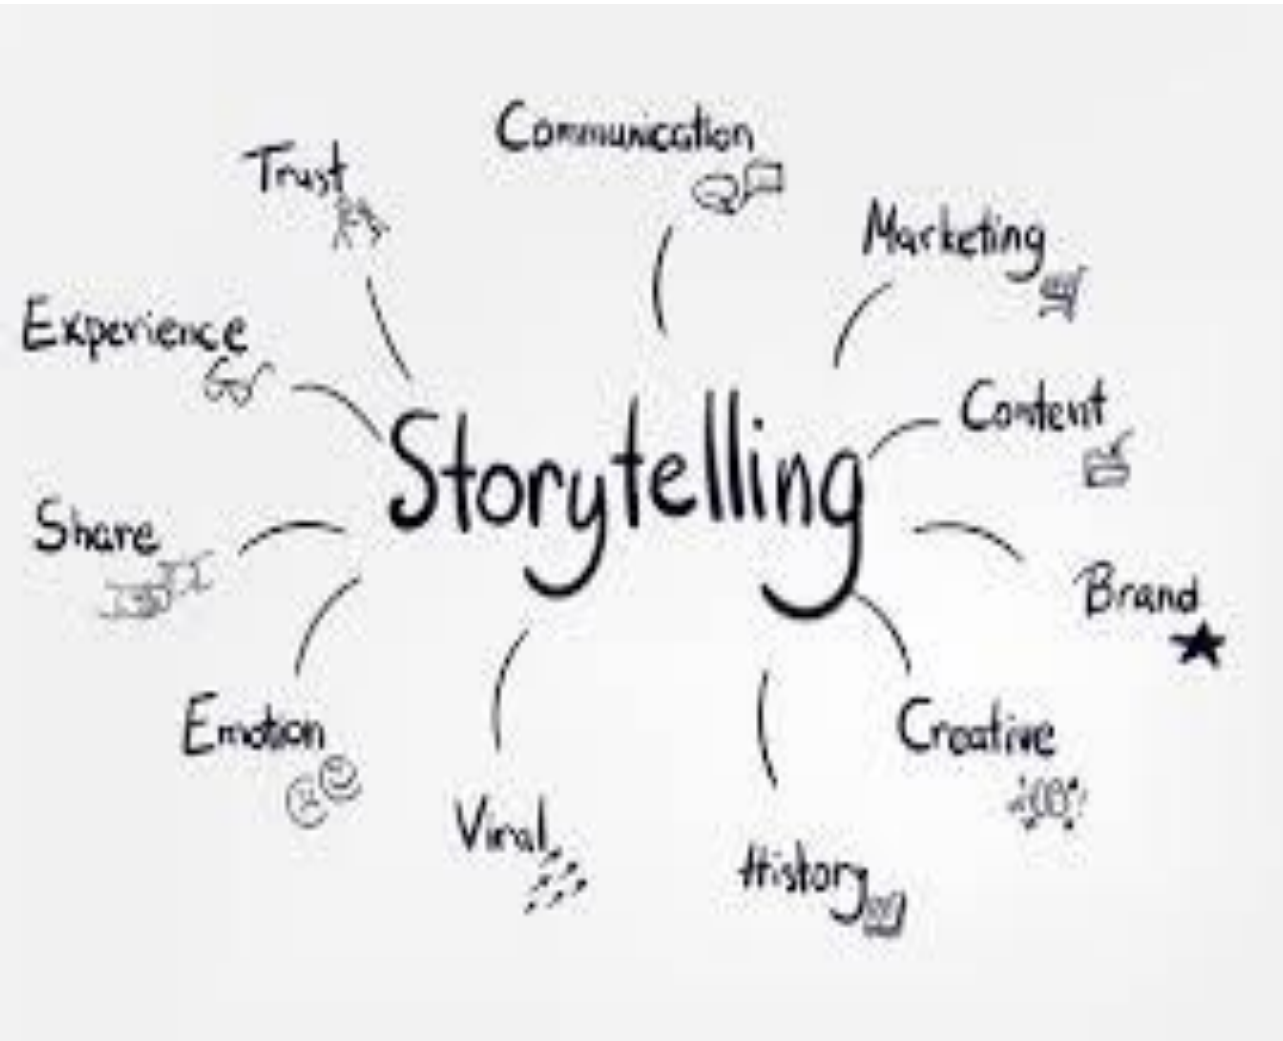 Communication
Trust
Marketing
Experience
Content
Storytelling
Share
Brand
Emotion
Creative
Viral
History